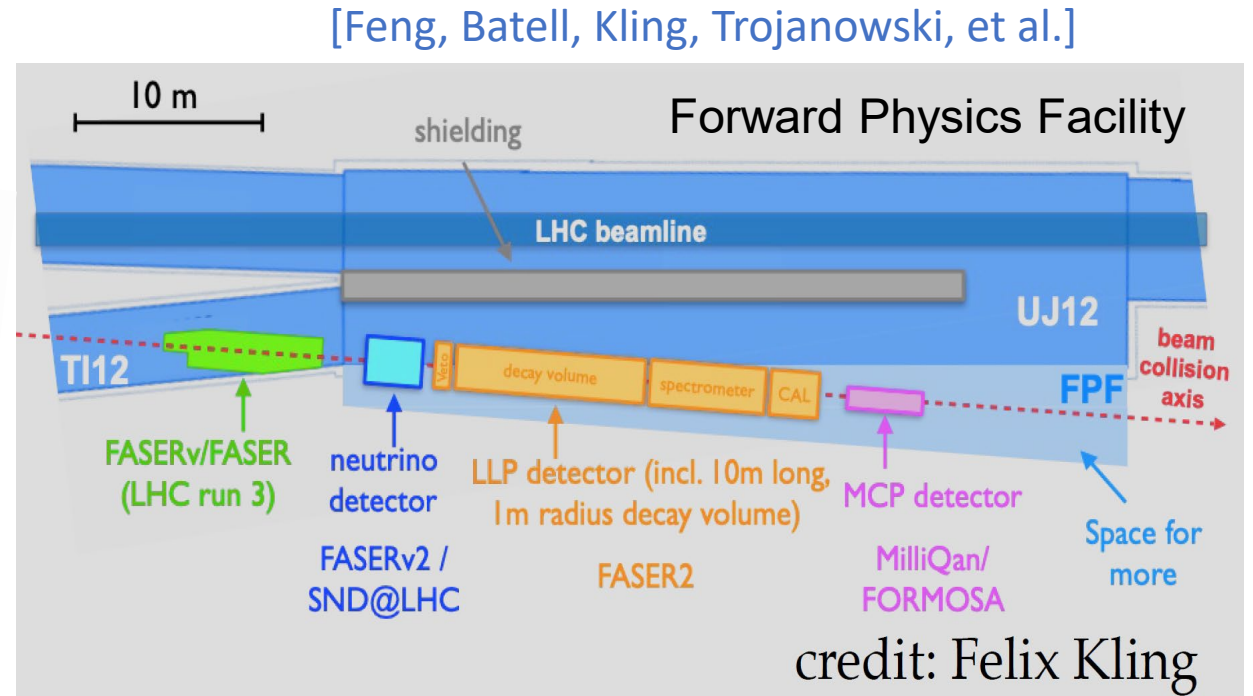 [Feng, Batell, Kling, Trojanowski, et al.]
10 m
Forward Physics Facility
shielding
LHC beamline
UJ12
TI12
Veto
decay volume
spectrometer
CAL
FPF
beam
collision
axis
FASERν/FASER
(LHC run 3)
neutrino
detector
LLP detector (incl. 10m long,
1m radius decay volume)
MCP detector
Space for
more
FASERν2 /
SND@LHC
FASER2
MilliQan/
FORMOSA
credit: Felix Kling